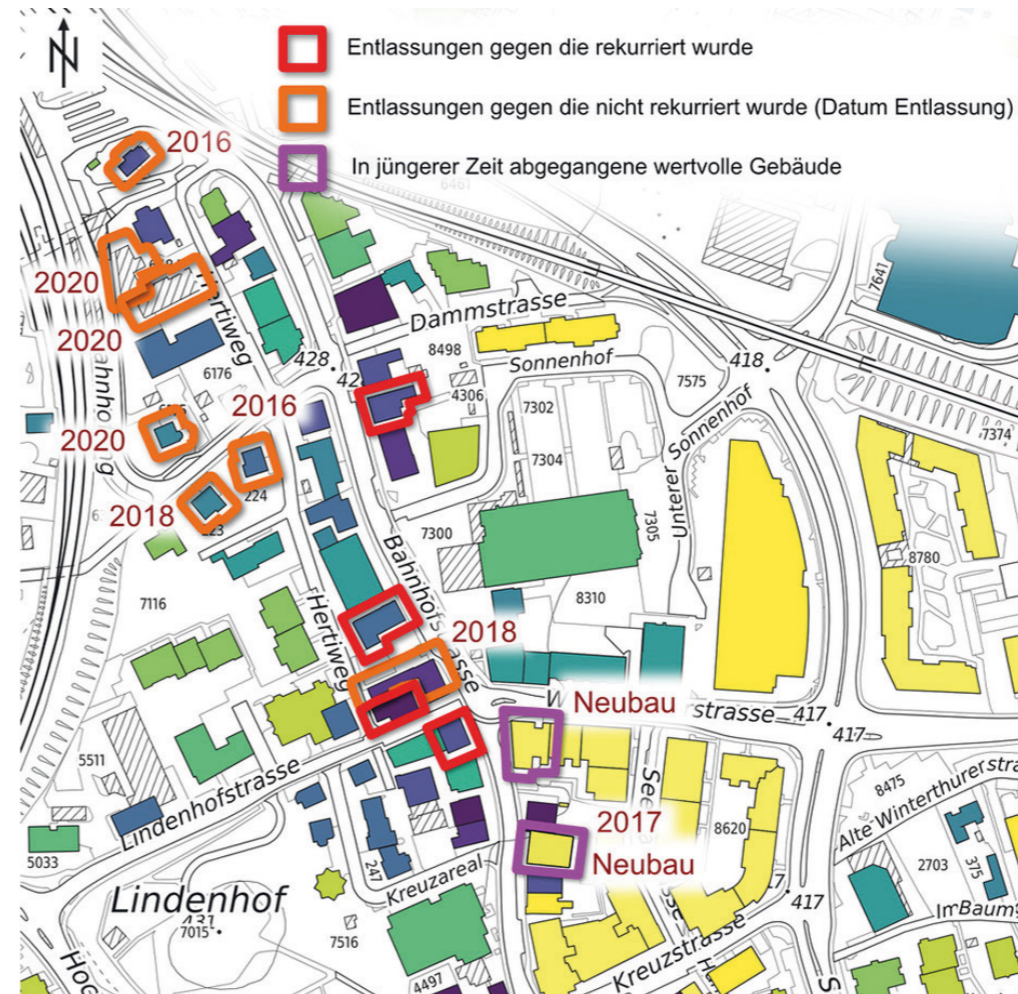 N
Entlassungen gegen die rekurriert wurde
Entlassungen gegen die nicht rekurriert wurde (Datum Entlassung)
In jüngerer Zeit abgegangene wertvolle Gebäude
2016
6461
7641
2020
Dammstrasse
2020
428
8498
Sonnenhof
418
6176
4306
7575
2016
7302
7374
2020
7304
Unterer Sonnenhof
224
2018
7300
7305
8780
Bahnhofstrasse
7116
8310
Hertiweg
2018
Neubau
strasse
417
417
5511
Lindenhofstrasse
8475
Alte Winterthurerstra
2017
8620
2703
375
5033
247
Neubau
Kreuzareal
417
Lindenhof
431
7015
7516
ImBaumg
Kreuzstrasse
4497